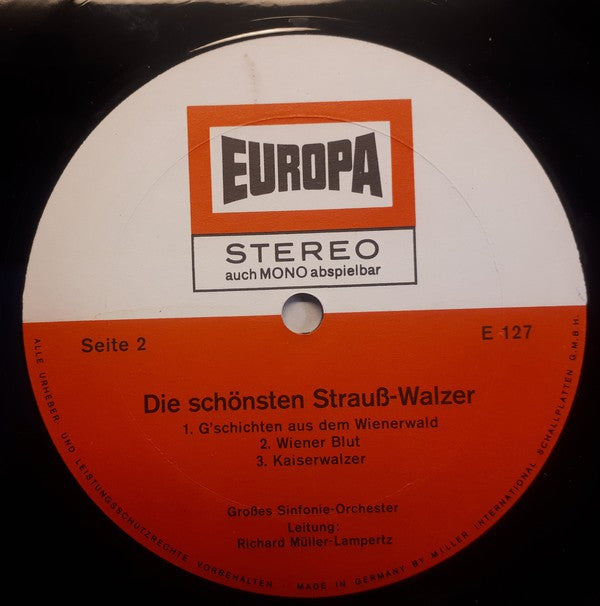 EUROPA
STEREO
auch MONO abspielbar
Seite 2
E 127
Die schönsten Strauß-Walzer
1. G'schichten aus dem Wienerwald
2. Wiener Blut
3. Kaiserwalzer
Großes Sinfonie-Orchester
Leitung:
Richard Müller-Lampertz
ALLE URHEBER- UND LEISTUNGSSCHUTZRECHTE VORBEHALTEN · MADE IN GERMANY BY MILLER INTERNATIONAL SCHALLPLATTEN G.M.B.H.